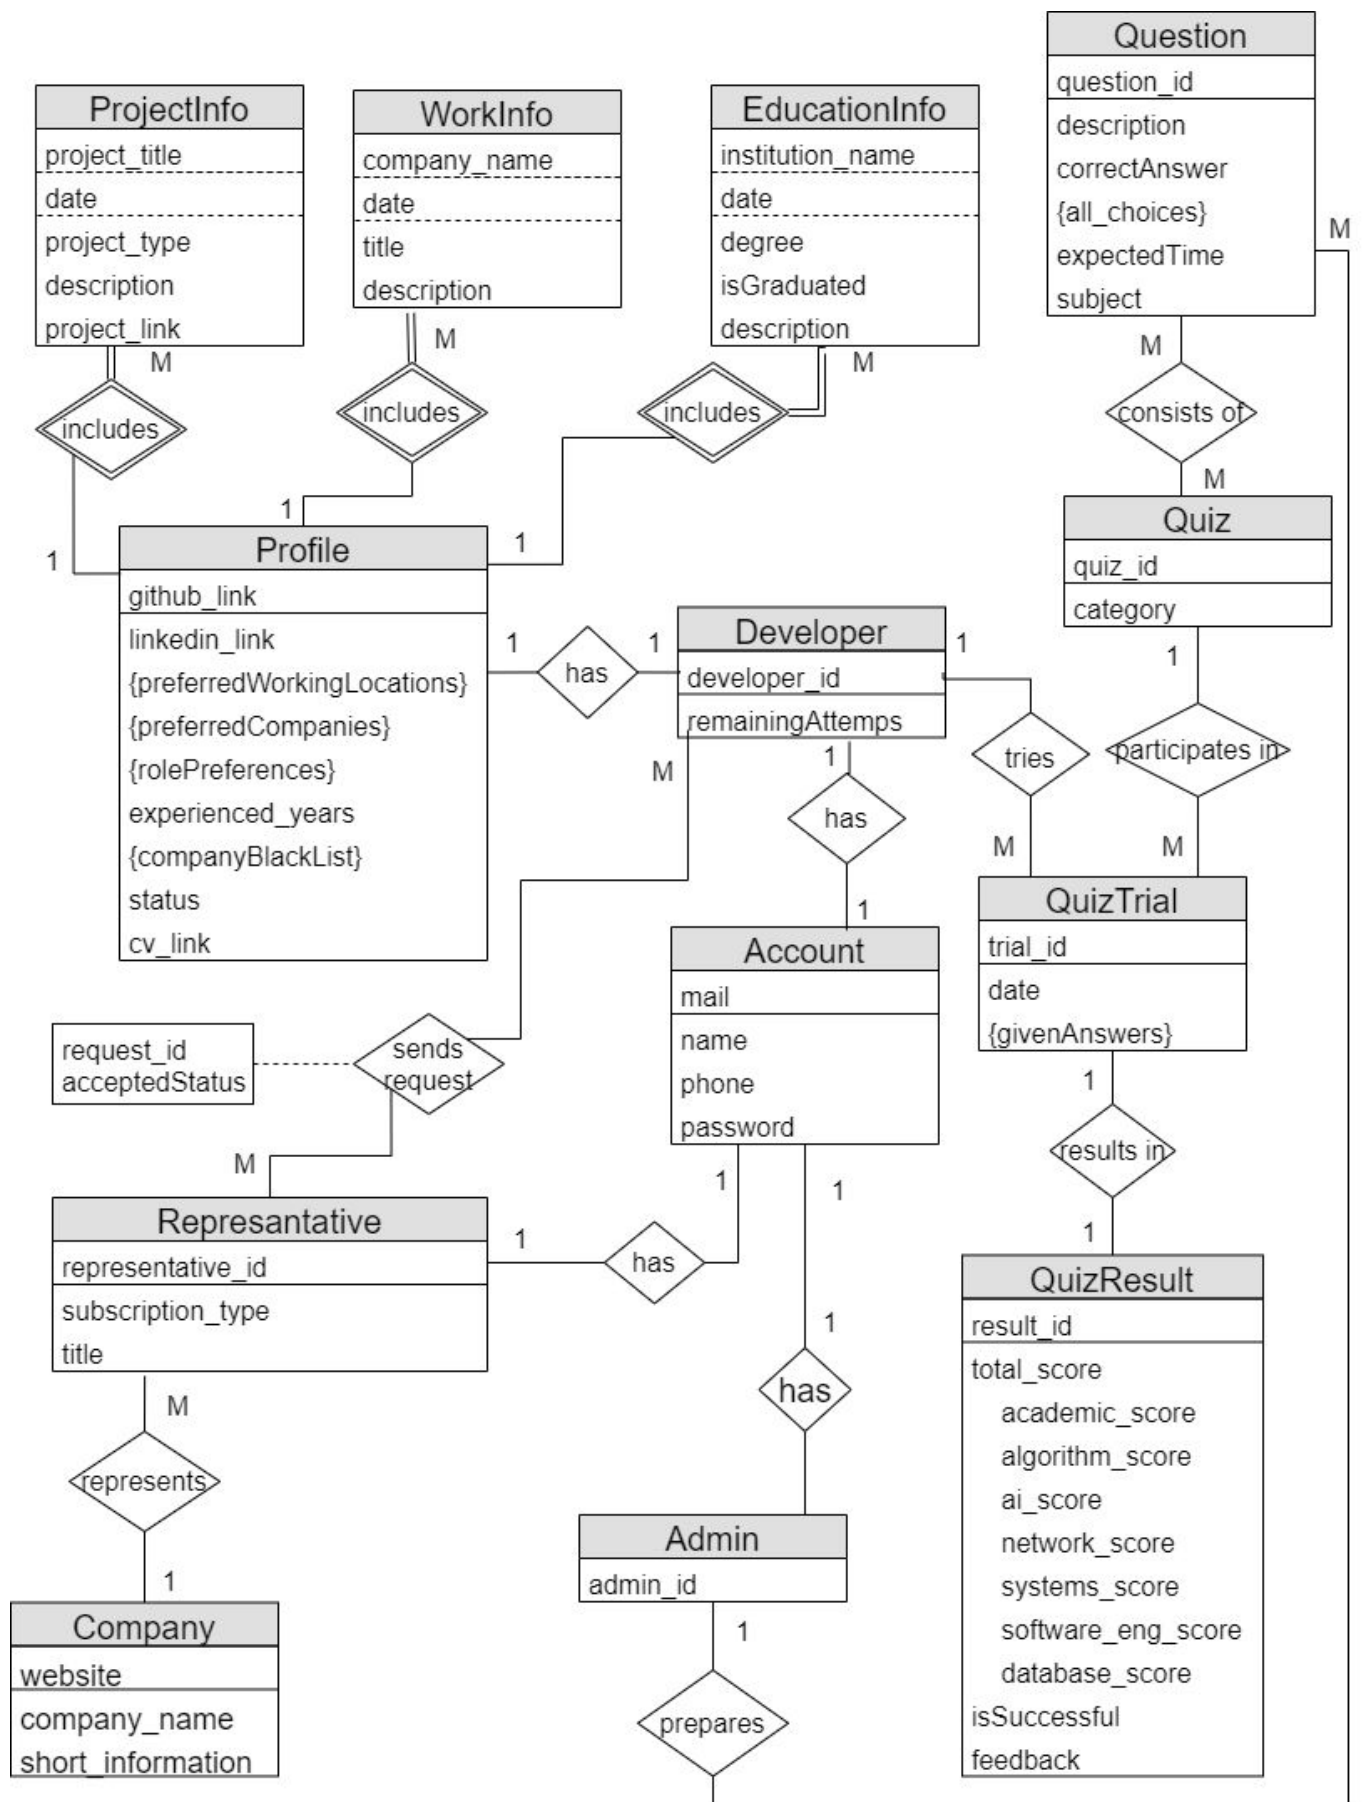 Question
question_id
description
correctAnswer
{all_choices}
expectedTime
subject
M
ProjectInfo
project_title
date
project_type
description
project_link
M
WorkInfo
company_name
date
title
description
M
EducationInfo
institution_name
date
degree
isGraduated
description
M
includes
includes
includes
1
1
1
M
consists of
M
Quiz
quiz_id
category
1
Profile
github_link
linkedin_link
{preferredWorkingLocations}
{preferredCompanies}
{rolePreferences}
experienced_years
{companyBlackList}
status
cv_link
1
has
1
Developer
developer_id
remainingAttemps
1
M
1
tries
participates in
has
M
M
1
QuizTrial
trial_id
date
{givenAnswers}
Account
mail
name
phone
password
request_id
acceptedStatus
sends
request
1
results in
1
M
1
1
Represantative
representative_id
subscription_type
title
1
has
QuizResult
result_id
total_score
academic_score
algorithm_score
ai_score
network_score
systems_score
software_eng_score
database_score
isSuccessful
feedback
1
has
M
represents
1
Admin
admin_id
1
Company
website
company_name
short_information
prepares